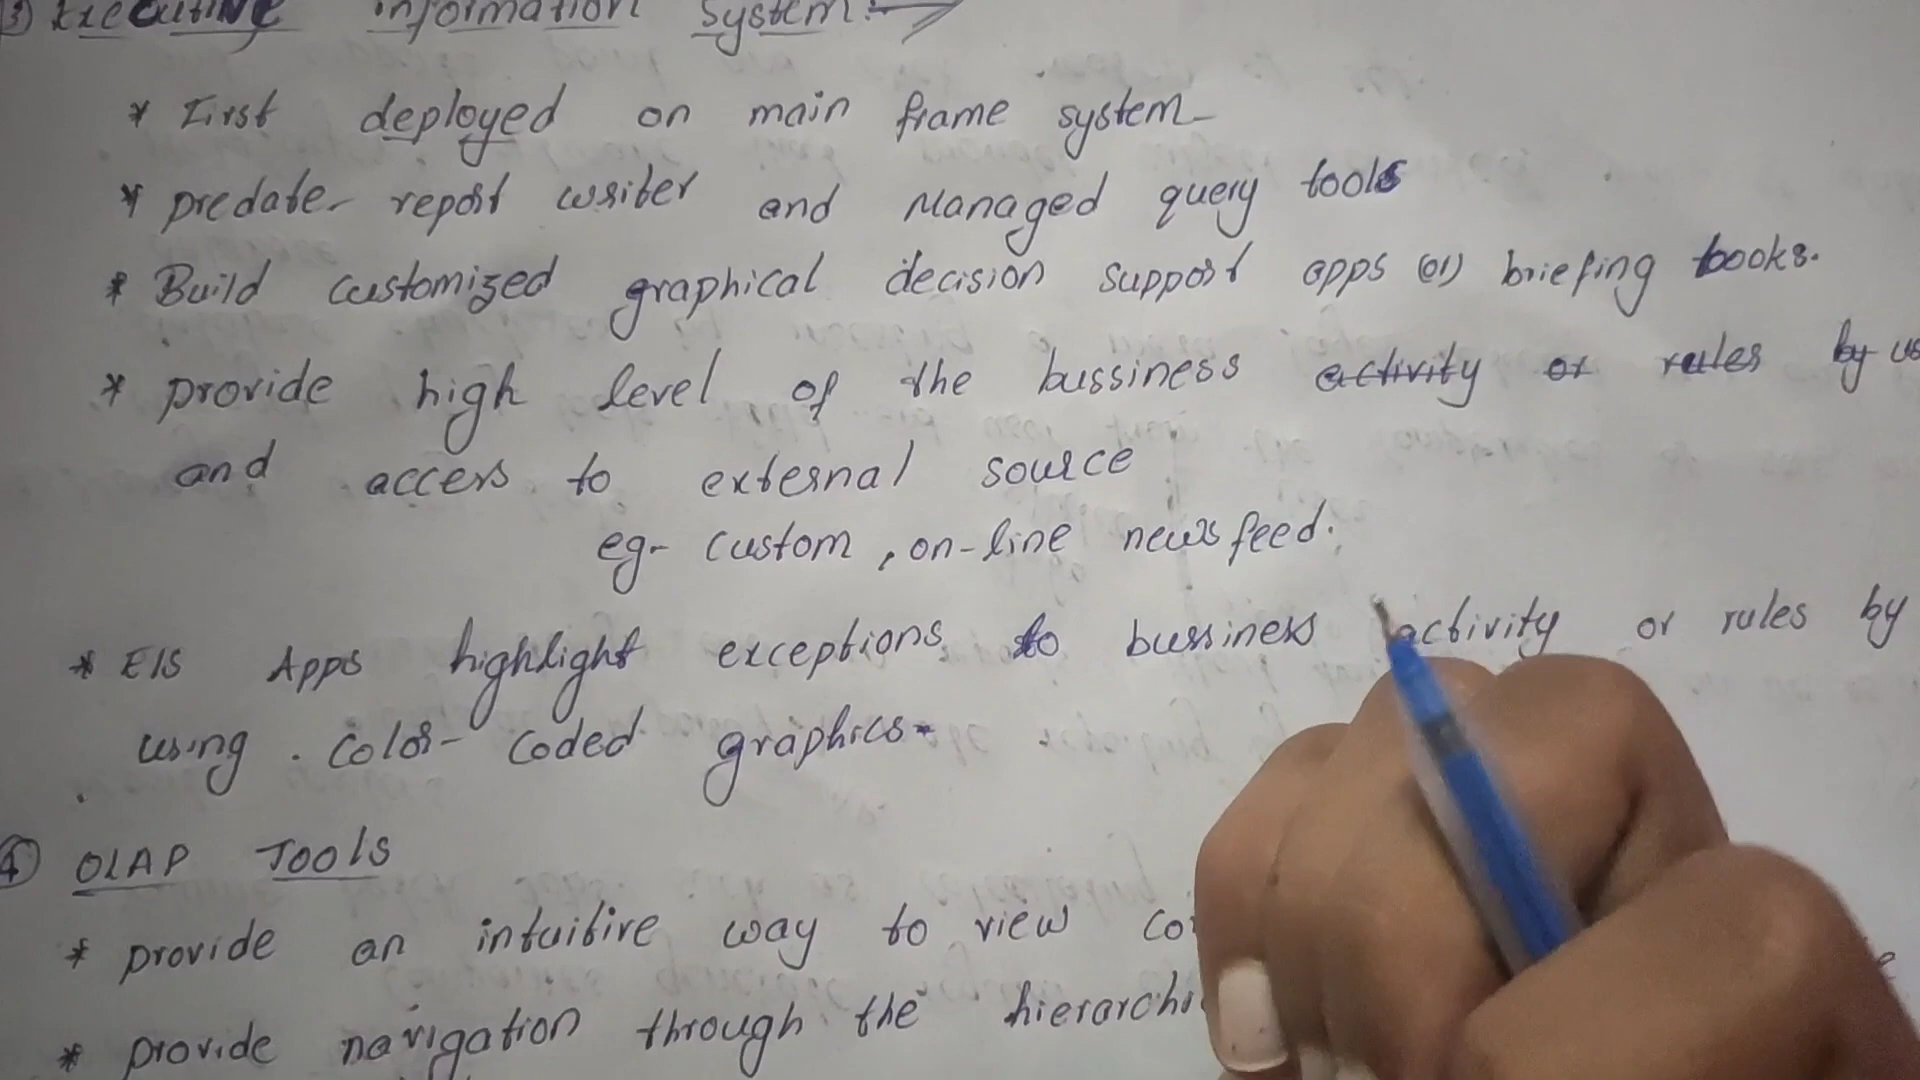 3) Executive information system:→
* First deployed on main frame system-
* predate- report writer and Managed query tools
* Build customized graphical decision support apps (or) briefing books.
* provide high level of the bussiness activity or rules by us
and access to external source
eg- custom, on-line news feed.
* EIS Apps highlight exceptions to bussiness activity or rules by
using color-coded graphics-
4) OLAP TOOLS
* provide an intuitive way to view
* provide navigation through the